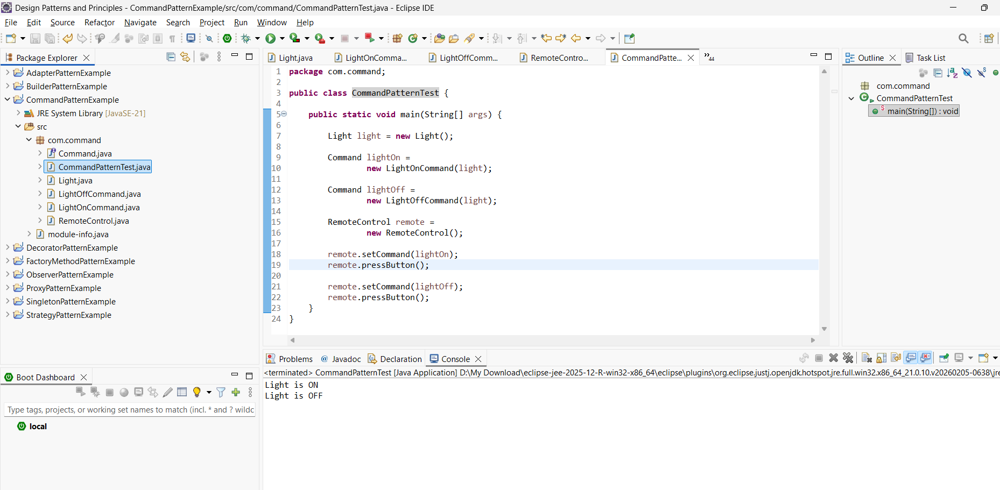 Design Patterns and Principles - CommandPatternExample/src/com/command/CommandPatternTest.java - Eclipse IDE
File Edit Source Refactor Navigate Search Project Run Window Help
Package Explorer
AdapterPatternExample
BuilderPatternExample
CommandPatternExample
JRE System Library [JavaSE-21]
src
com.command
Command.java
CommandPatternTest.java
Light.java
LightOffCommand.java
LightOnCommand.java
RemoteControl.java
module-info.java
DecoratorPatternExample
FactoryMethodPatternExample
ObserverPatternExample
ProxyPatternExample
SingletonPatternExample
StrategyPatternExample
Boot Dashboard
Type tags, projects, or working set names to match (incl. * and ? wildc
local
Light.java LightOnComma... LightOffComm... RemoteContro... CommandPatte... »44
1 package com.command;
2
3 public class CommandPatternTest {
4
5 public static void main(String[] args) {
6
7 Light light = new Light();
8
9 Command lightOn =
10 new LightOnCommand(light);
11
12 Command lightOff =
13 new LightOffCommand(light);
14
15 RemoteControl remote =
16 new RemoteControl();
17
18 remote.setCommand(lightOn);
19 remote.pressButton();
20
21 remote.setCommand(lightOff);
22 remote.pressButton();
23 }
24 }
Outline Task List
com.command
CommandPatternTest
main(String[]) : void
Problems @ Javadoc Declaration Console
<terminated> CommandPatternTest [Java Application] D:\My Download\eclipse-jee-2025-12-R-win32-x86_64\eclipse\plugins\org.eclipse.justj.openjdk.hotspot.jre.full.win32.x86_64_21.0.10.v20260205-0638\jre
Light is ON
Light is OFF